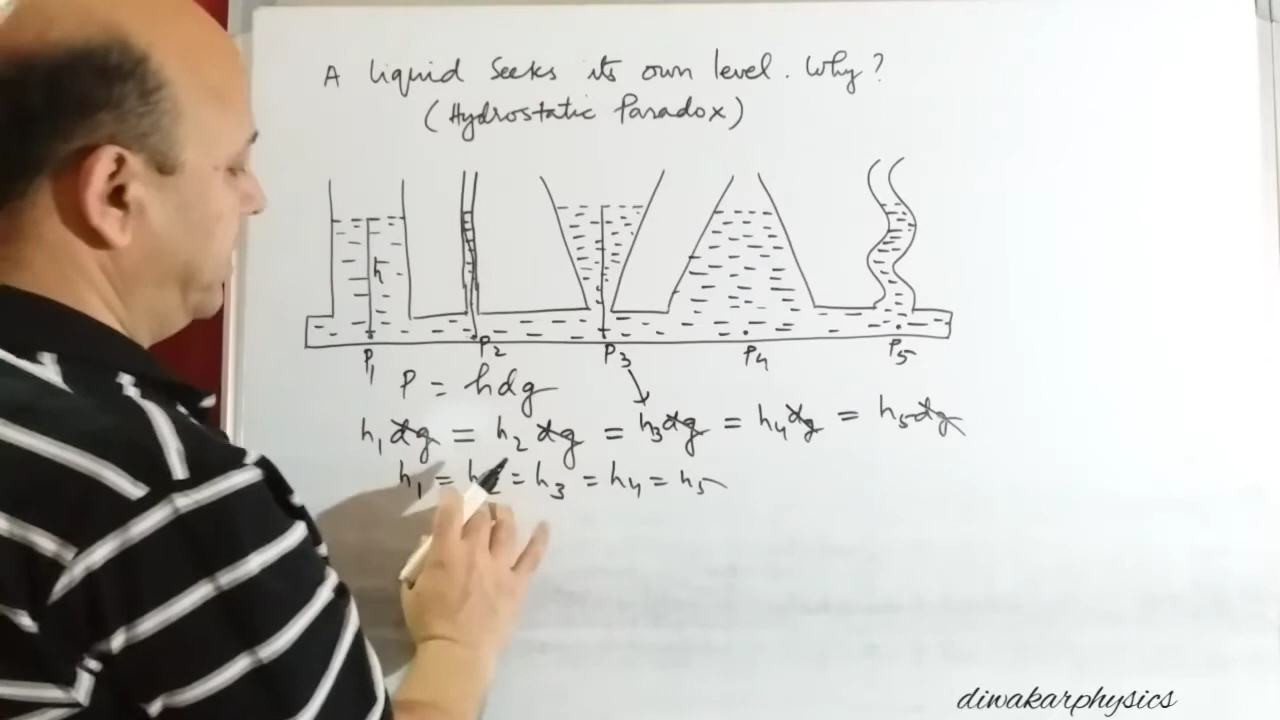 A liquid seeks its own level. Why?
(Hydrostatic Paradox)
h
P₁ P₂ P₃ P₄ P₅
P = hdg
h₁dg = h₂dg = h₃dg = h₄dg = h₅dg
h₁ = h₂ = h₃ = h₄ = h₅
diwakarphysics